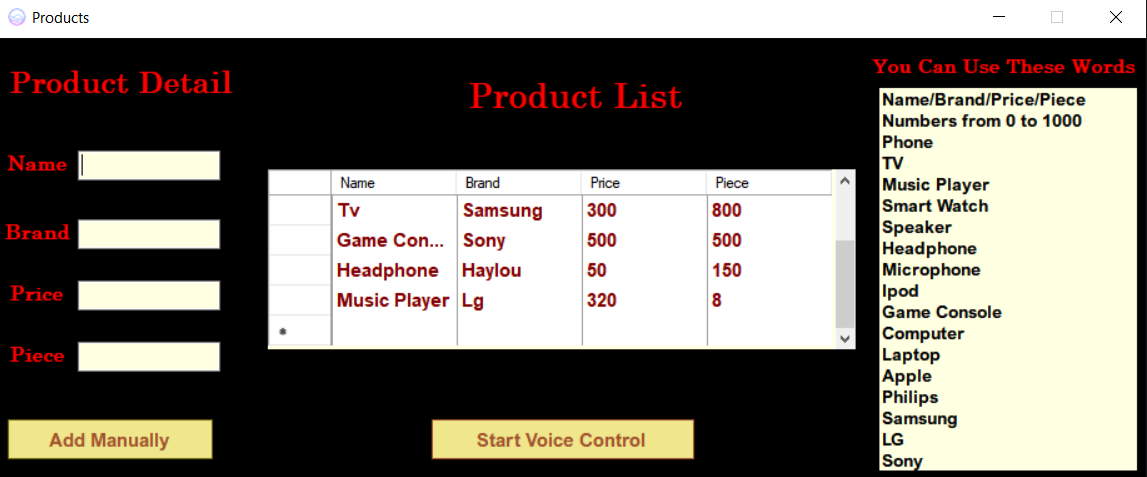 Products
Product Detail
Name
Brand
Price
Piece
Add Manually
Product List
Name Brand Price Piece
Tv Samsung 300 800
Game Con... Sony 500 500
Headphone Haylou 50 150
Music Player Lg 320 8
*
Start Voice Control
You Can Use These Words
Name/Brand/Price/Piece
Numbers from 0 to 1000
Phone
TV
Music Player
Smart Watch
Speaker
Headphone
Microphone
Ipod
Game Console
Computer
Laptop
Apple
Philips
Samsung
LG
Sony